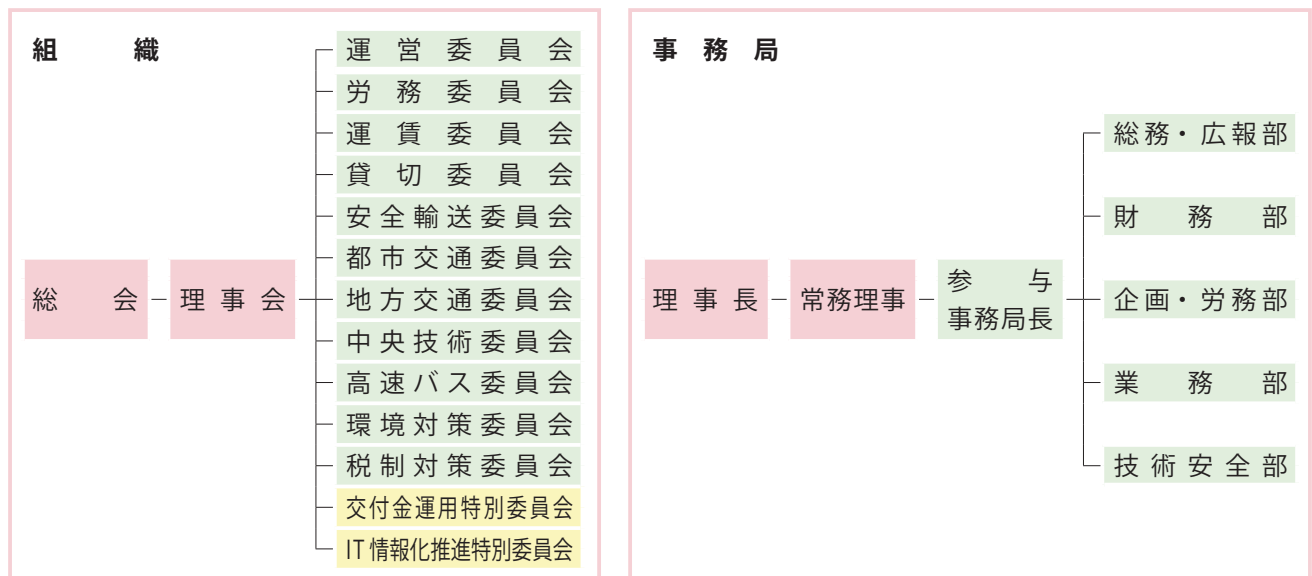 組織
総会
理事会
運営委員会
労務委員会
運賃委員会
貸切委員会
安全輸送委員会
都市交通委員会
地方交通委員会
中央技術委員会
高速バス委員会
環境対策委員会
税制対策委員会
交付金運用特別委員会
IT情報化推進特別委員会
事務局
理事長
常務理事
参与
事務局長
総務・広報部
財務部
企画・労務部
業務部
技術安全部